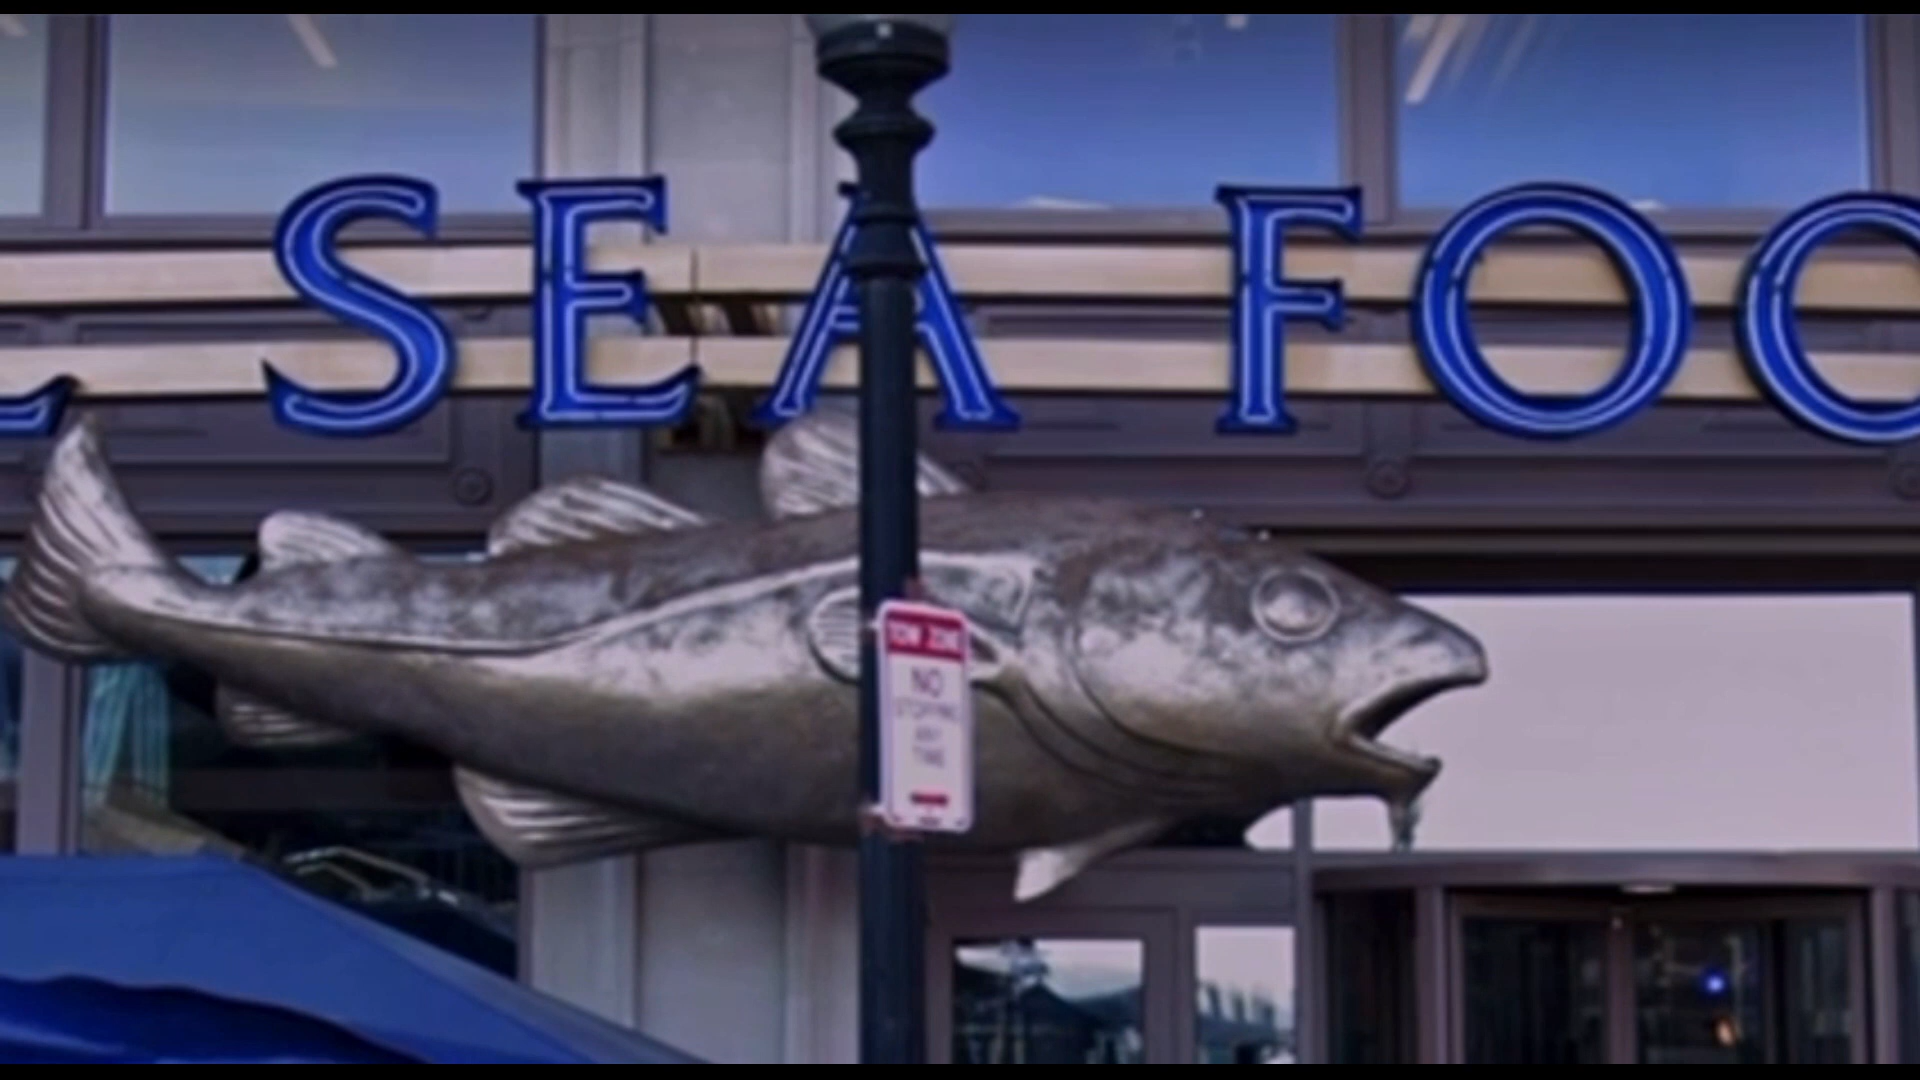 L SEA FOO
TOW ZONE
NO
STOPPING
ANY
TIME